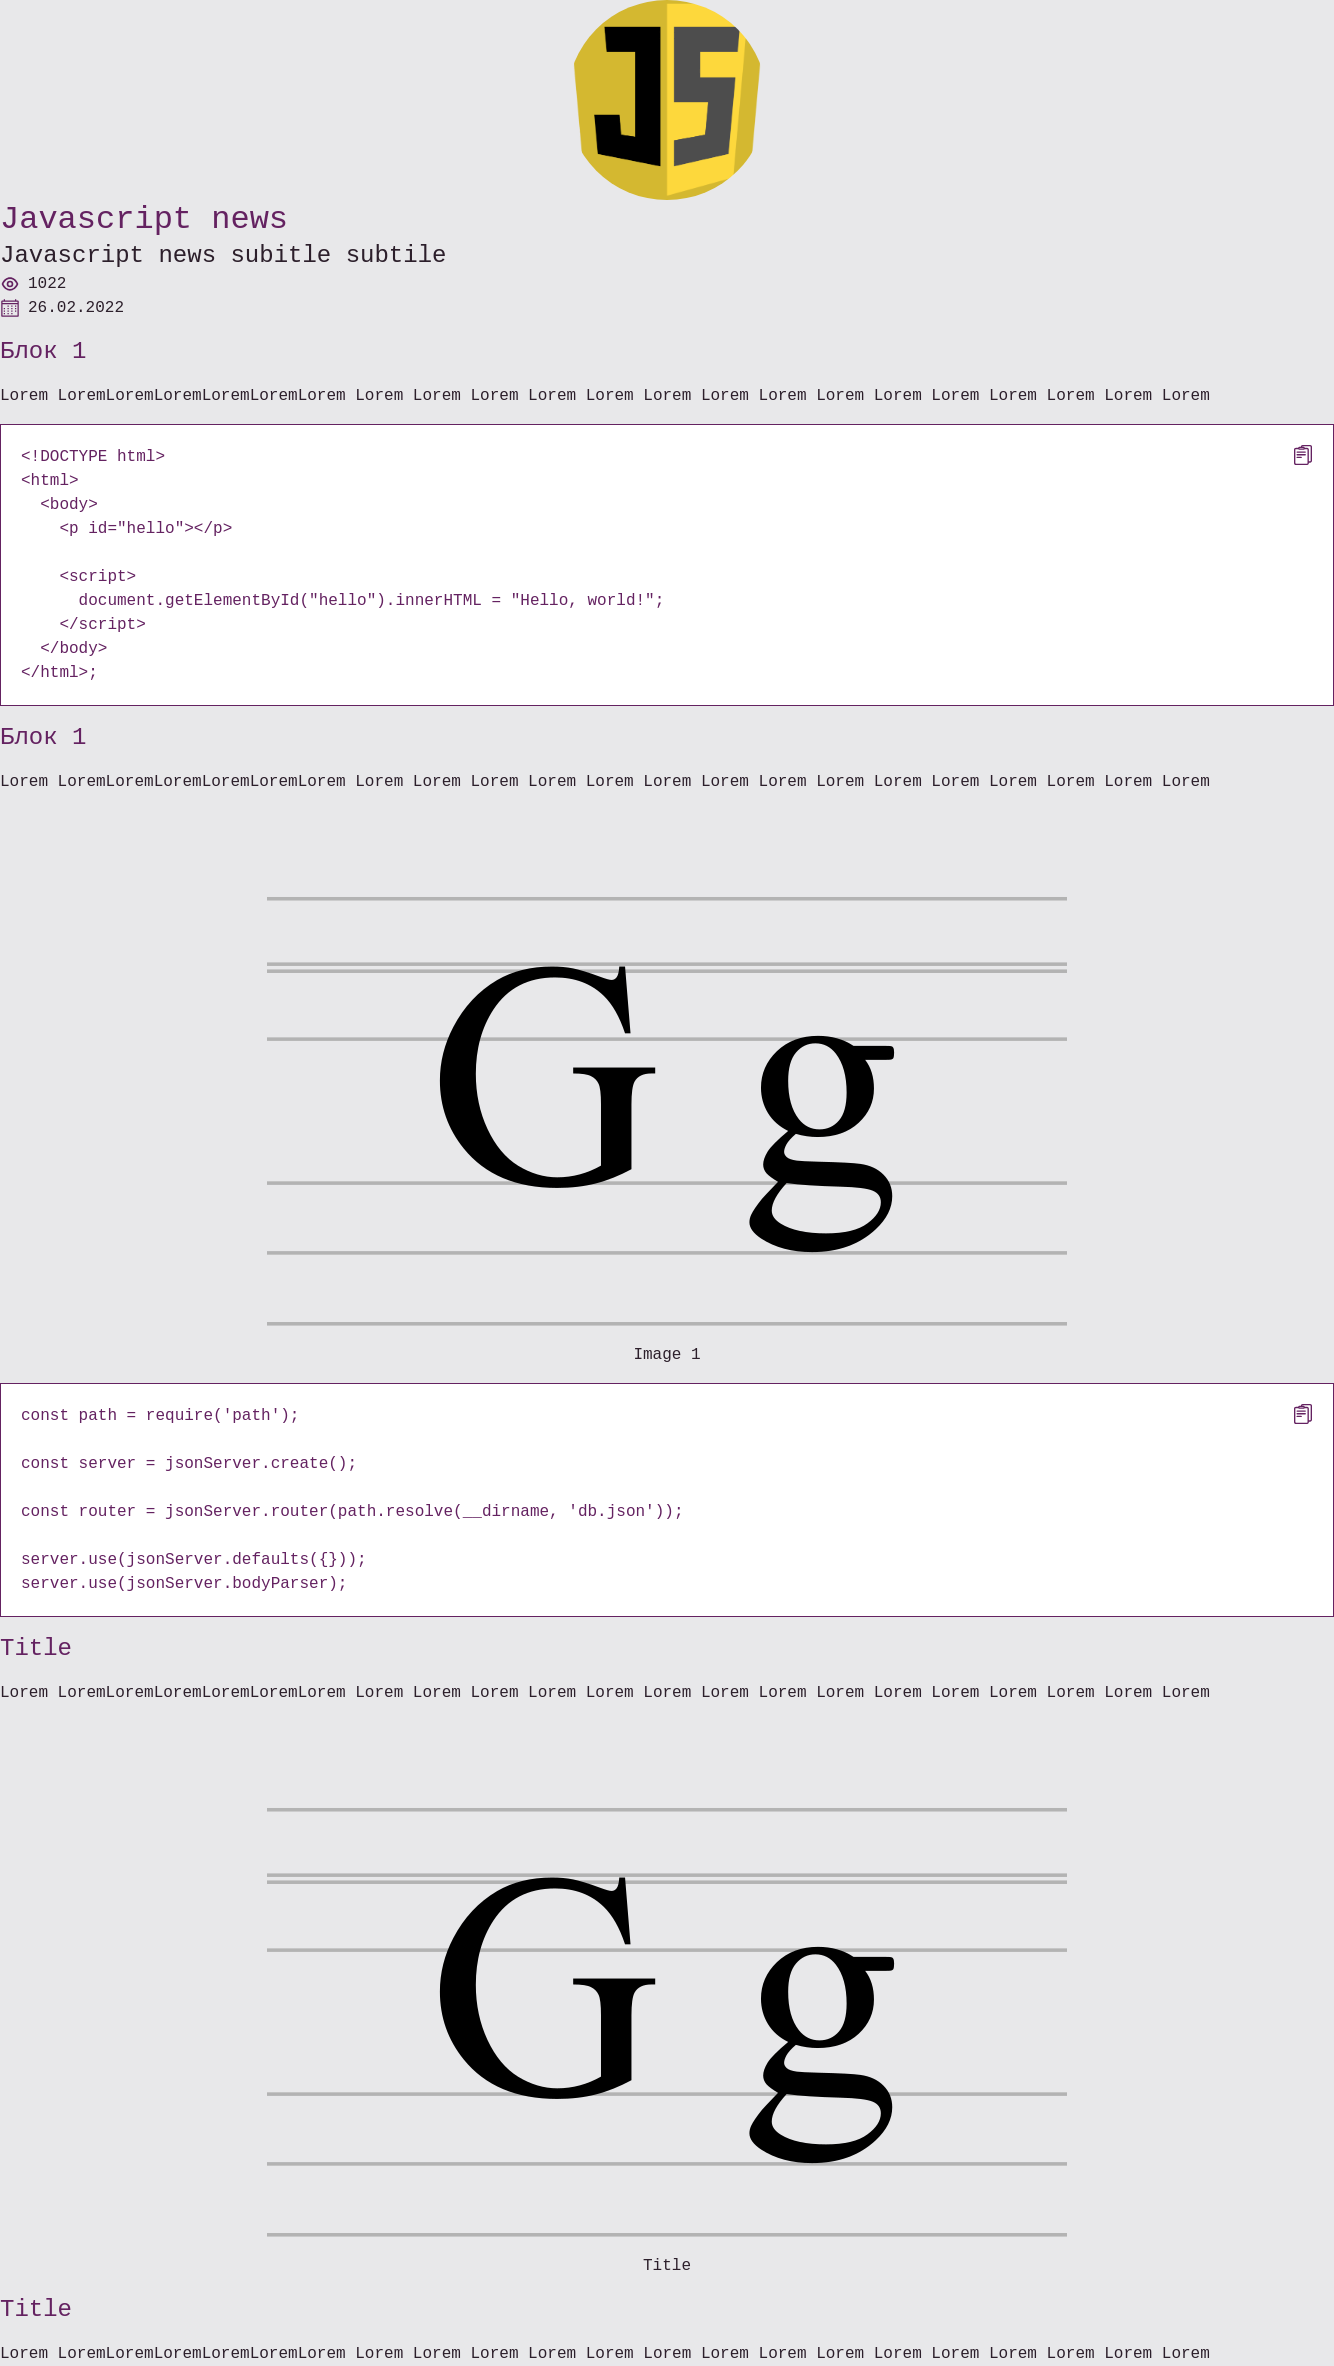 JS
Javascript news
Javascript news subitle subtile
1022
26.02.2022
Блок 1
Lorem LoremLoremLoremLoremLoremLorem Lorem Lorem Lorem Lorem Lorem Lorem Lorem Lorem Lorem Lorem Lorem Lorem Lorem Lorem Lorem
<!DOCTYPE html>
<html>
  <body>
    <p id="hello"></p>

    <script>
      document.getElementById("hello").innerHTML = "Hello, world!";
    </script>
  </body>
</html>;
Блок 1
Lorem LoremLoremLoremLoremLoremLorem Lorem Lorem Lorem Lorem Lorem Lorem Lorem Lorem Lorem Lorem Lorem Lorem Lorem Lorem Lorem
G g
Image 1
const path = require('path');

const server = jsonServer.create();

const router = jsonServer.router(path.resolve(__dirname, 'db.json'));

server.use(jsonServer.defaults({}));
server.use(jsonServer.bodyParser);
Title
Lorem LoremLoremLoremLoremLoremLorem Lorem Lorem Lorem Lorem Lorem Lorem Lorem Lorem Lorem Lorem Lorem Lorem Lorem Lorem Lorem
G g
Title
Title
Lorem LoremLoremLoremLoremLoremLorem Lorem Lorem Lorem Lorem Lorem Lorem Lorem Lorem Lorem Lorem Lorem Lorem Lorem Lorem Lorem